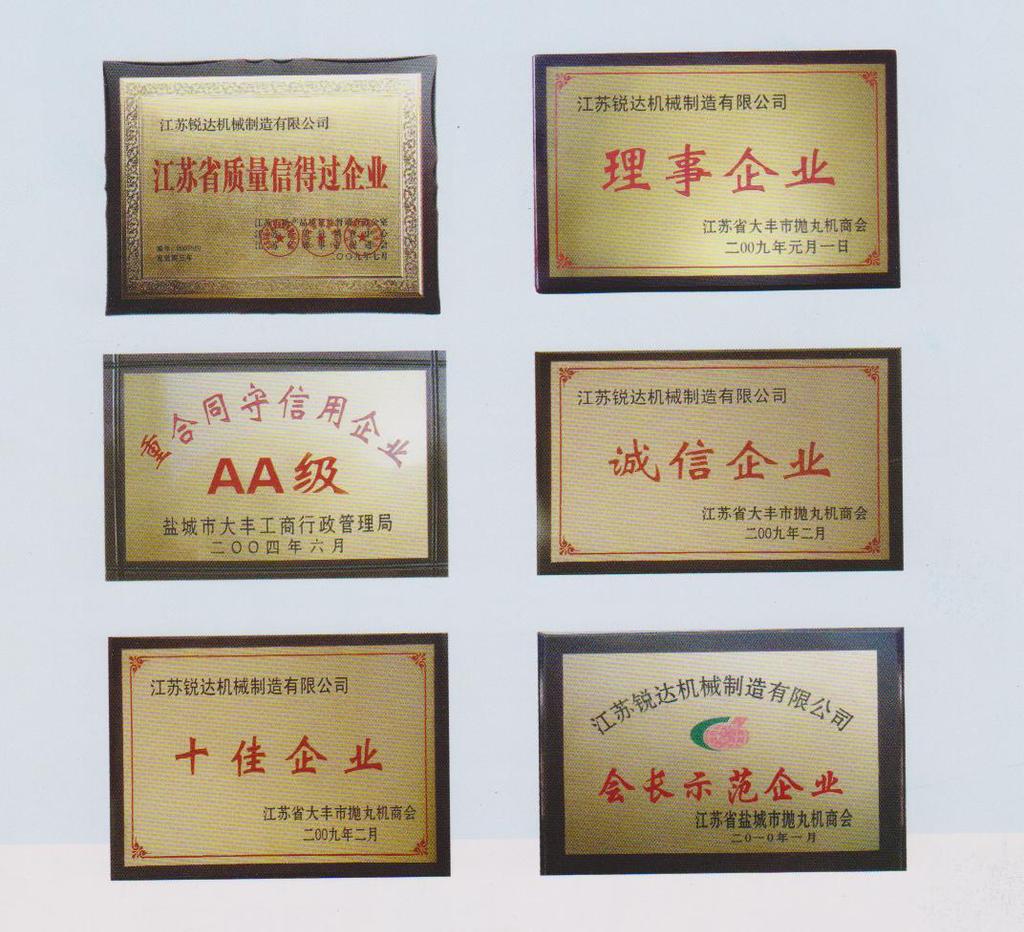 江苏锐达机械制造有限公司
江苏省质量信得过企业
二〇〇九年七月
江苏锐达机械制造有限公司
理事企业
江苏省大丰市抛丸机商会
二00九年元月一日
重合同守信用企业
AA级
盐城市大丰工商行政管理局
二〇〇四年六月
江苏锐达机械制造有限公司
诚信企业
江苏省大丰市抛丸机商会
二00九年二月
江苏锐达机械制造有限公司
十佳企业
江苏省大丰市抛丸机商会
二00九年二月
江苏锐达机械制造有限公司
会长示范企业
江苏省盐城市抛丸机商会
二0一0年一月